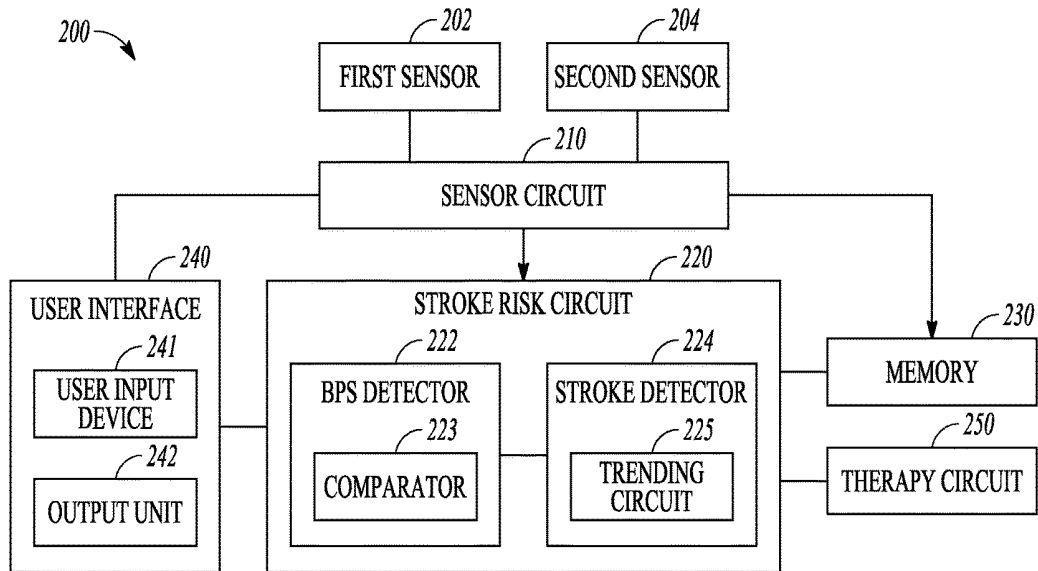 200
202
204
FIRST SENSOR
SECOND SENSOR
210
SENSOR CIRCUIT
240
220
USER INTERFACE
STROKE RISK CIRCUIT
230
241
222
224
MEMORY
USER INPUT
DEVICE
BPS DETECTOR
STROKE DETECTOR
223
225
250
242
COMPARATOR
TRENDING
CIRCUIT
THERAPY CIRCUIT
OUTPUT UNIT